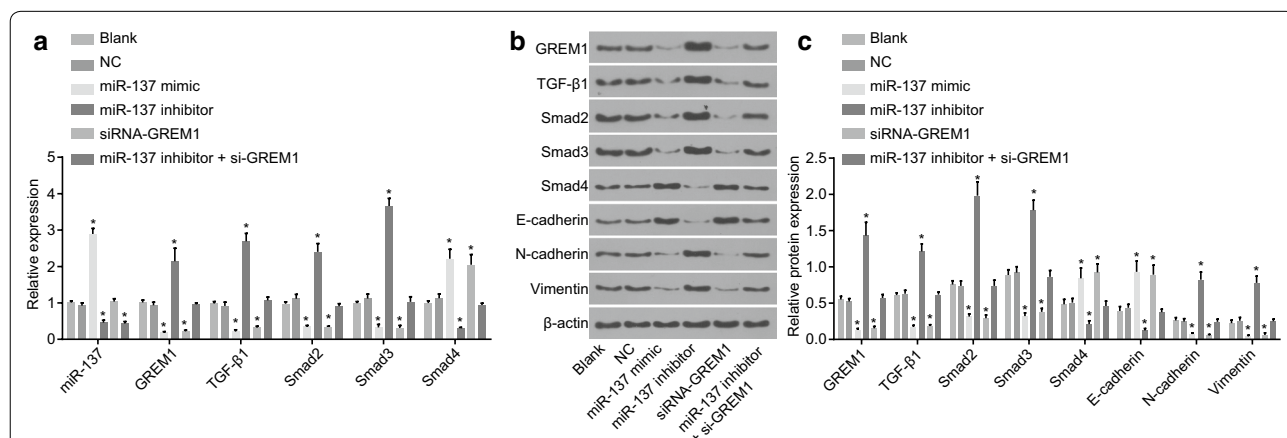 a
Blank
NC
miR-137 mimic
miR-137 inhibitor
siRNA-GREM1
miR-137 inhibitor + si-GREM1
Relative expression
5
4
3
2
1
0
* * * * * * * * * * * * * * * * * *
miR-137
GREM1
TGF-β1
Smad2
Smad3
Smad4
b
GREM1
TGF-β1
Smad2
Smad3
Smad4
E-cadherin
N-cadherin
Vimentin
β-actin
Blank
NC
miR-137 mimic
miR-137 inhibitor
siRNA-GREM1
miR-137 inhibitor
+ si-GREM1
c
Blank
NC
miR-137 mimic
miR-137 inhibitor
siRNA-GREM1
miR-137 inhibitor + si-GREM1
Relative protein expression
2.5
2.0
1.5
1.0
0.5
0.0
* * * * * * * * * * * * * * * * * * * * * * * *
GREM1
TGF-β1
Smad2
Smad3
Smad4
E-cadherin
N-cadherin
Vimentin